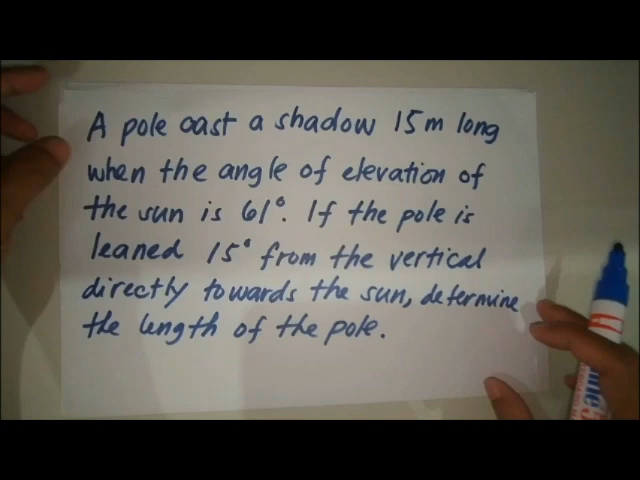 A pole cast a shadow 15m long
when the angle of elevation of
the sun is 61°. If the pole is
leaned 15° from the vertical
directly towards the sun, determine
the length of the pole.